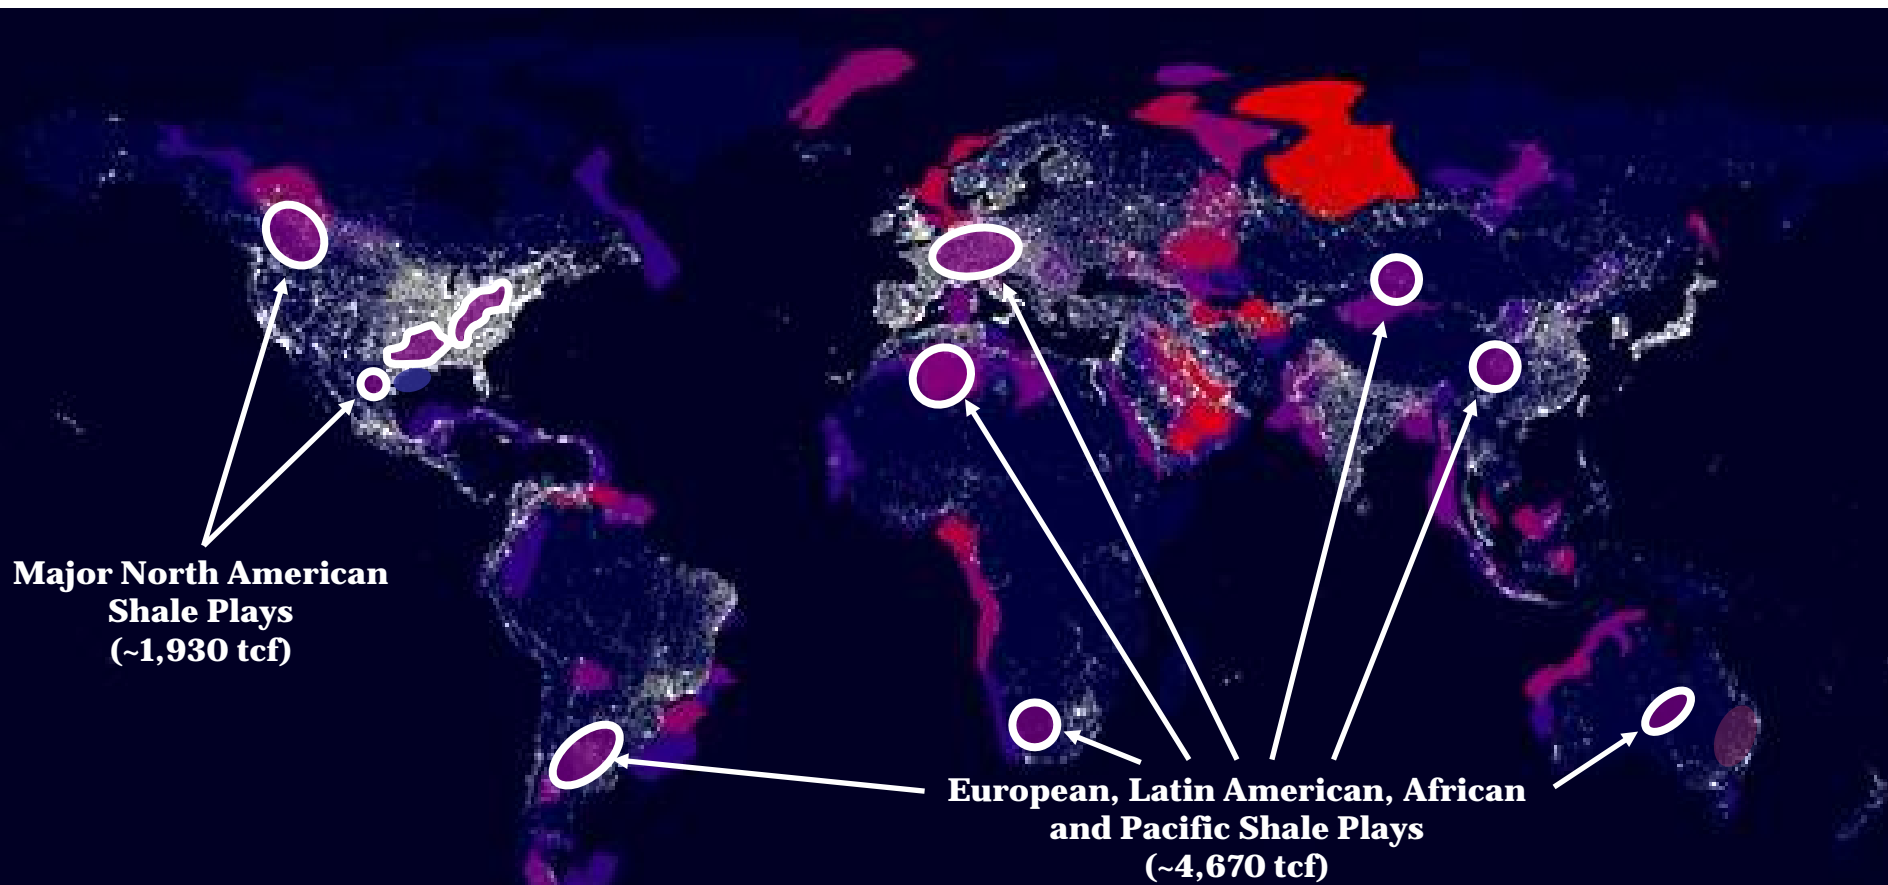 Major North American
Shale Plays
(~1,930 tcf)
European, Latin American, African
and Pacific Shale Plays
(~4,670 tcf)